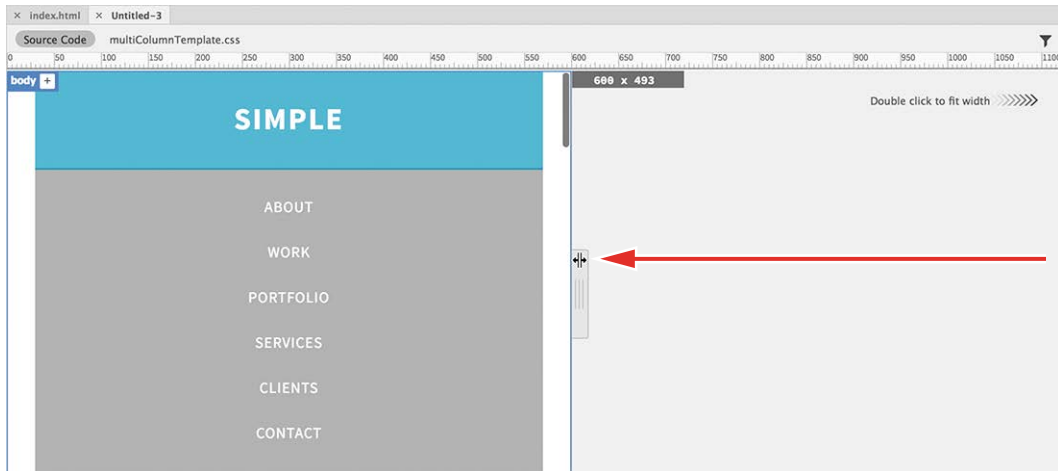 × index.html × Untitled-3
Source Code multiColumnTemplate.css
0 50 100 150 200 250 300 350 400 450 500 550 600 650 700 750 800 850 900 950 1000 1050 1100
body + 600 x 493
Double click to fit width
SIMPLE
ABOUT
WORK
PORTFOLIO
SERVICES
CLIENTS
CONTACT